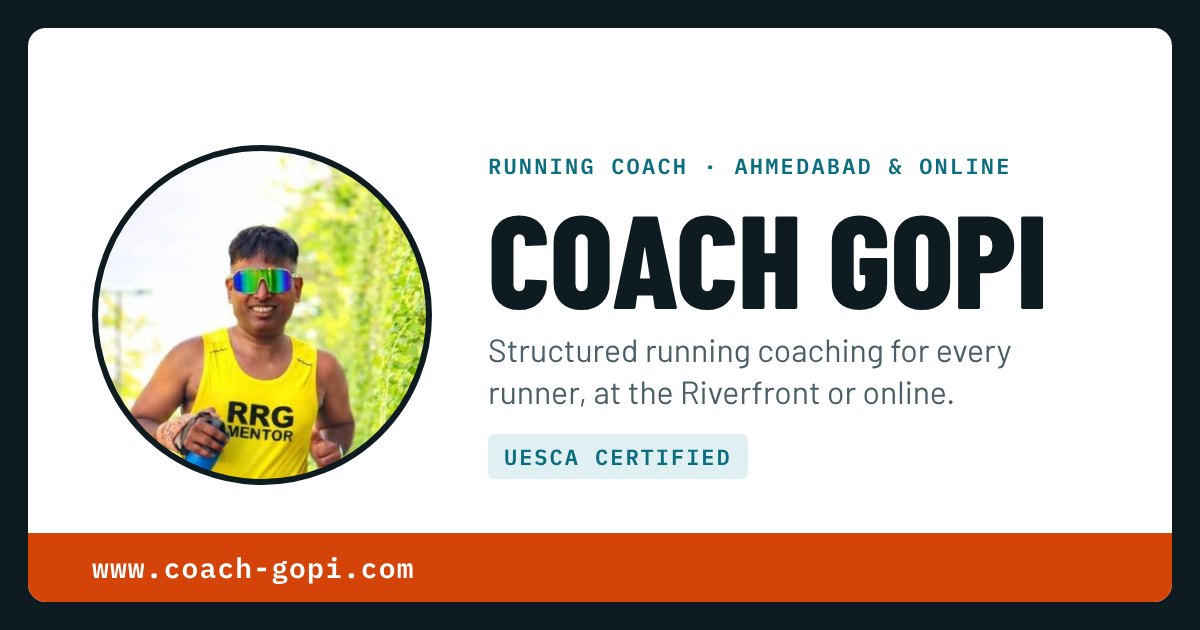 RUNNING COACH · AHMEDABAD & ONLINE
COACH GOPI
Structured running coaching for every
runner, at the Riverfront or online.
UESCA CERTIFIED
RRG
MENTOR
www.coach-gopi.com